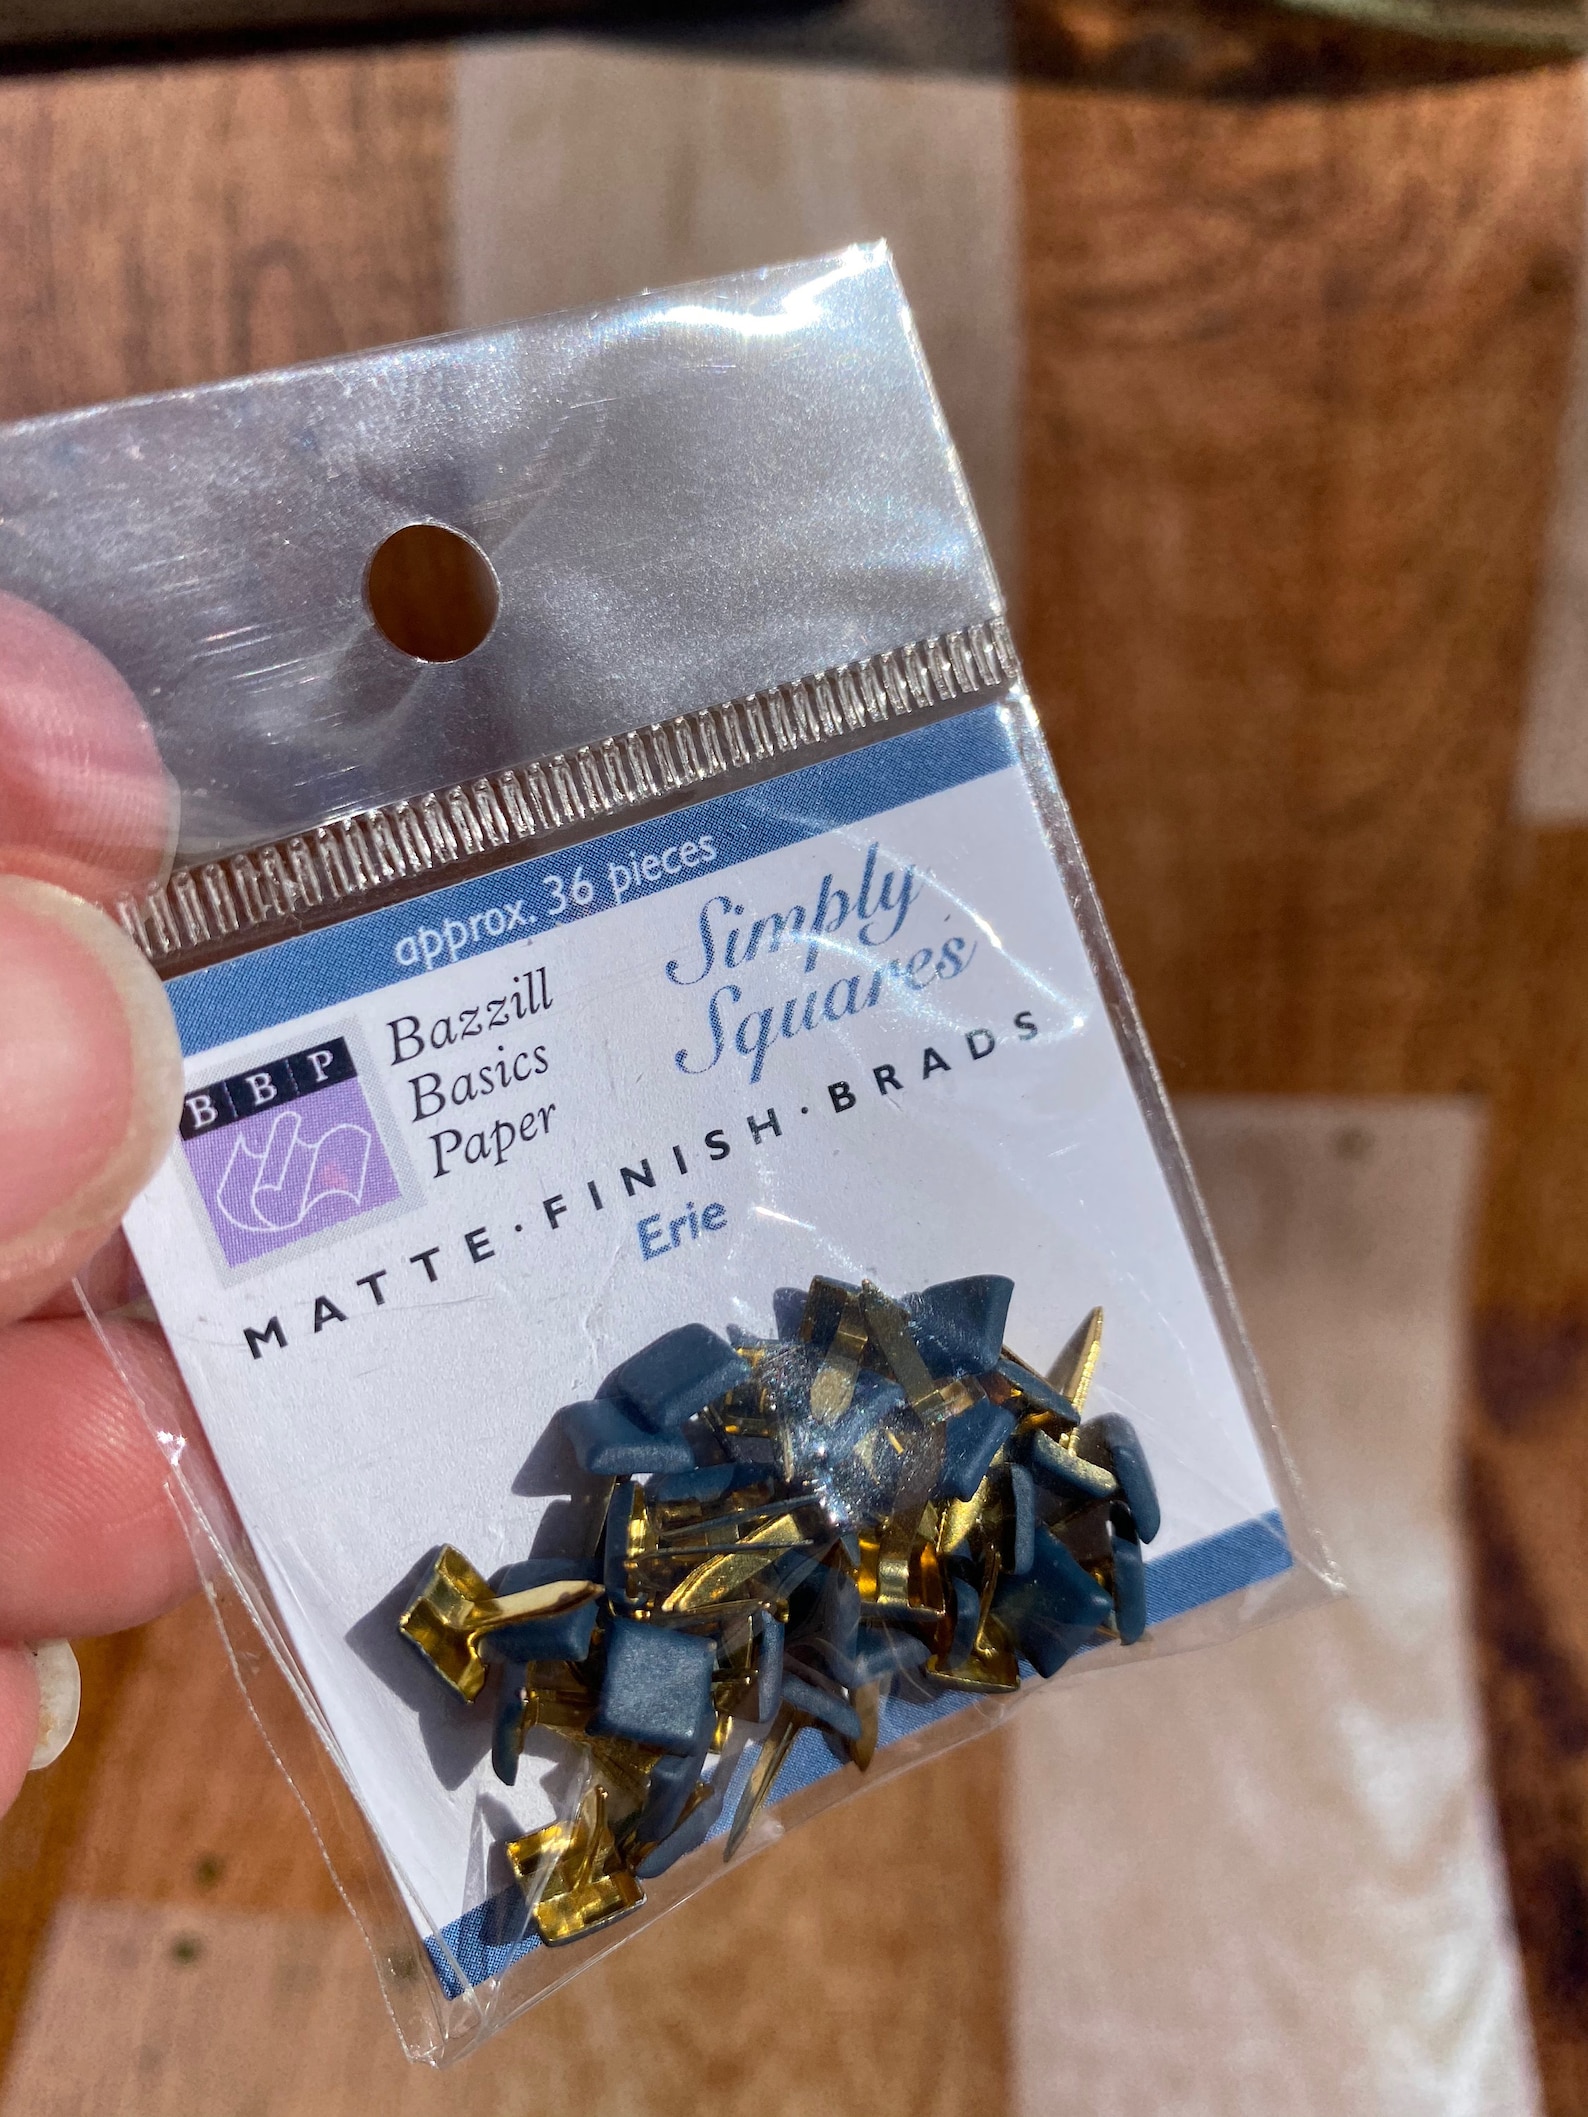 approx. 36 pieces
BBP
Bazzill
Basics
Paper
Simply
Squares
MATTE·FINISH·BRADS
Erie